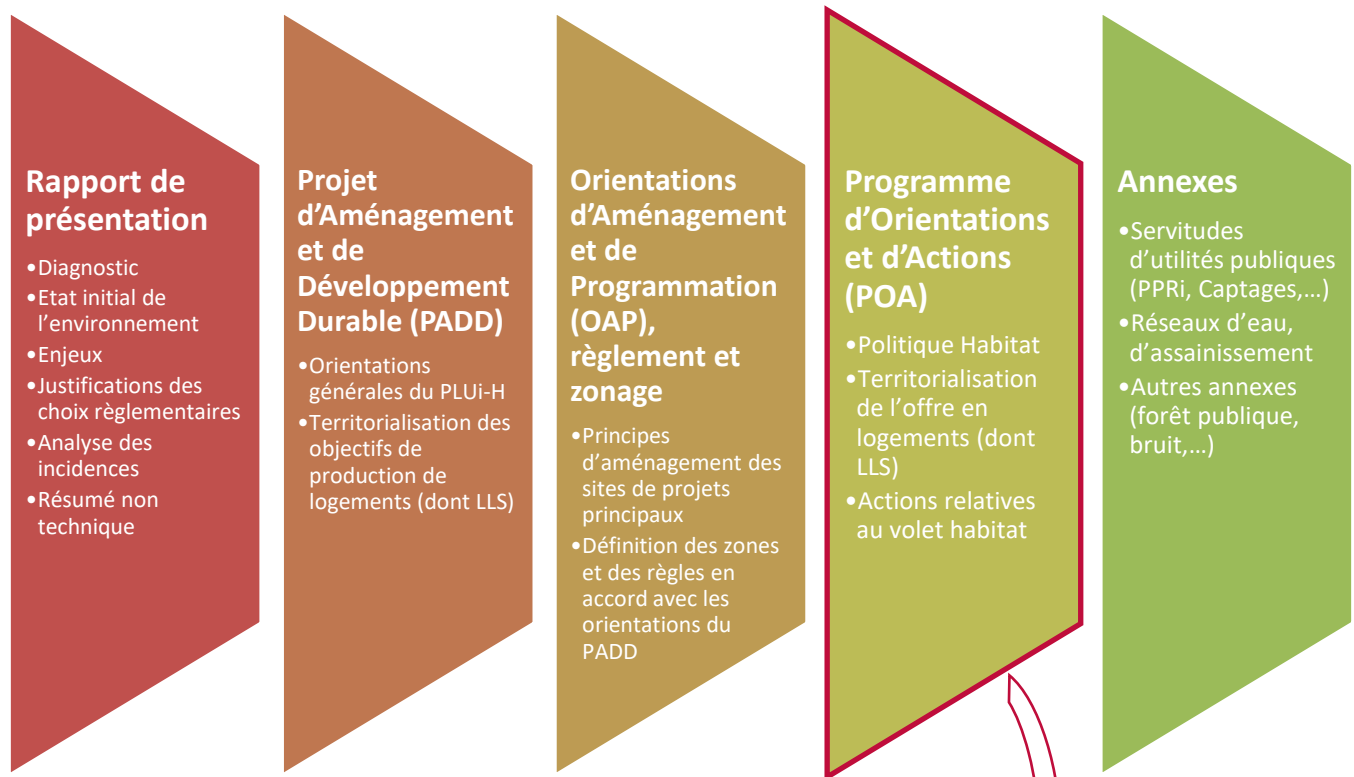 Rapport de
présentation
•Diagnostic
•Etat initial de
l'environnement
•Enjeux
•Justifications des
choix règlementaires
•Analyse des
incidences
•Résumé non
technique
Projet
d'Aménagement
et de
Développement
Durable (PADD)
•Orientations
générales du PLUi-H
•Territorialisation des
objectifs de
production de
logements (dont LLS)
Orientations
d'Aménagement
et de
Programmation
(OAP),
règlement et
zonage
•Principes
d'aménagement des
sites de projets
principaux
•Définition des zones
et des règles en
accord avec les
orientations du
PADD
Programme
d'Orientations
et d'Actions
(POA)
•Politique Habitat
•Territorialisation
de l'offre en
logements (dont
LLS)
•Actions relatives
au volet habitat
Annexes
•Servitudes
d'utilités publiques
(PPRi, Captages,...)
•Réseaux d'eau,
d'assainissement
•Autres annexes
(forêt publique,
bruit,...)